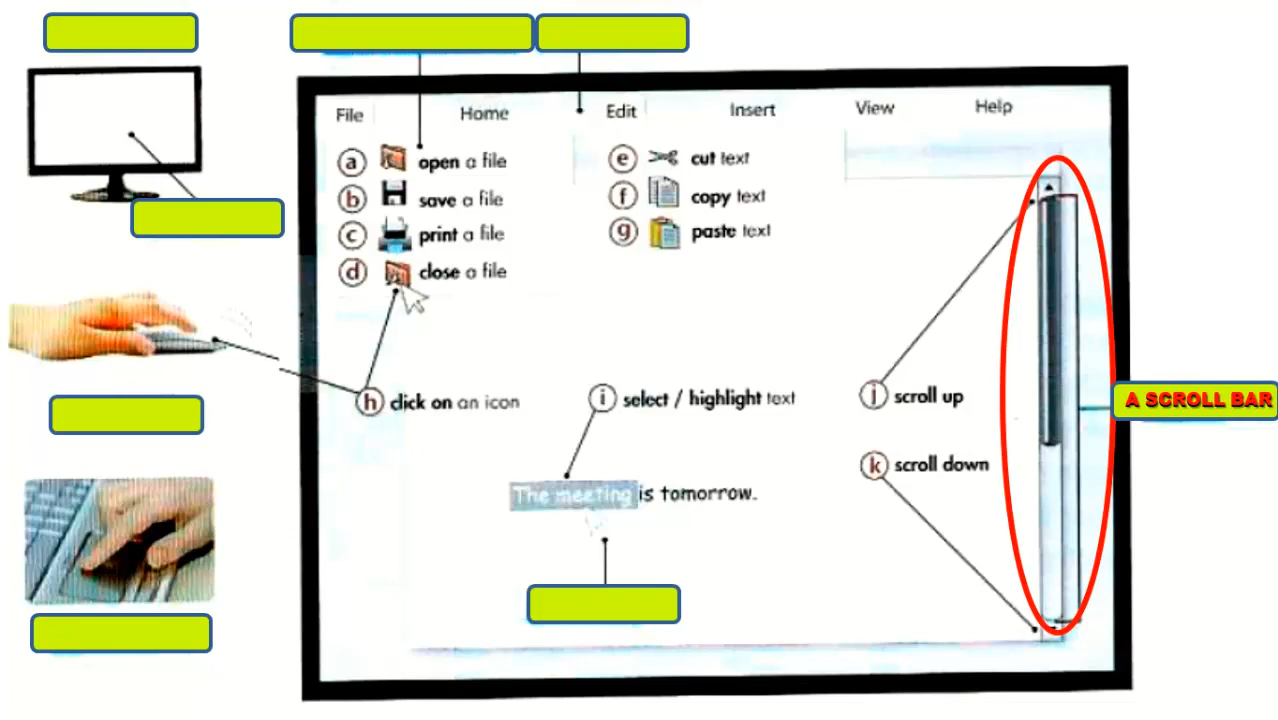 File Home Edit Insert View Help
a open a file
b save a file
c print a file
d close a file
e cut text
f copy text
g paste text
h click on an icon
i select / highlight text
j scroll up
k scroll down
A SCROLL BAR
The meeting is tomorrow.